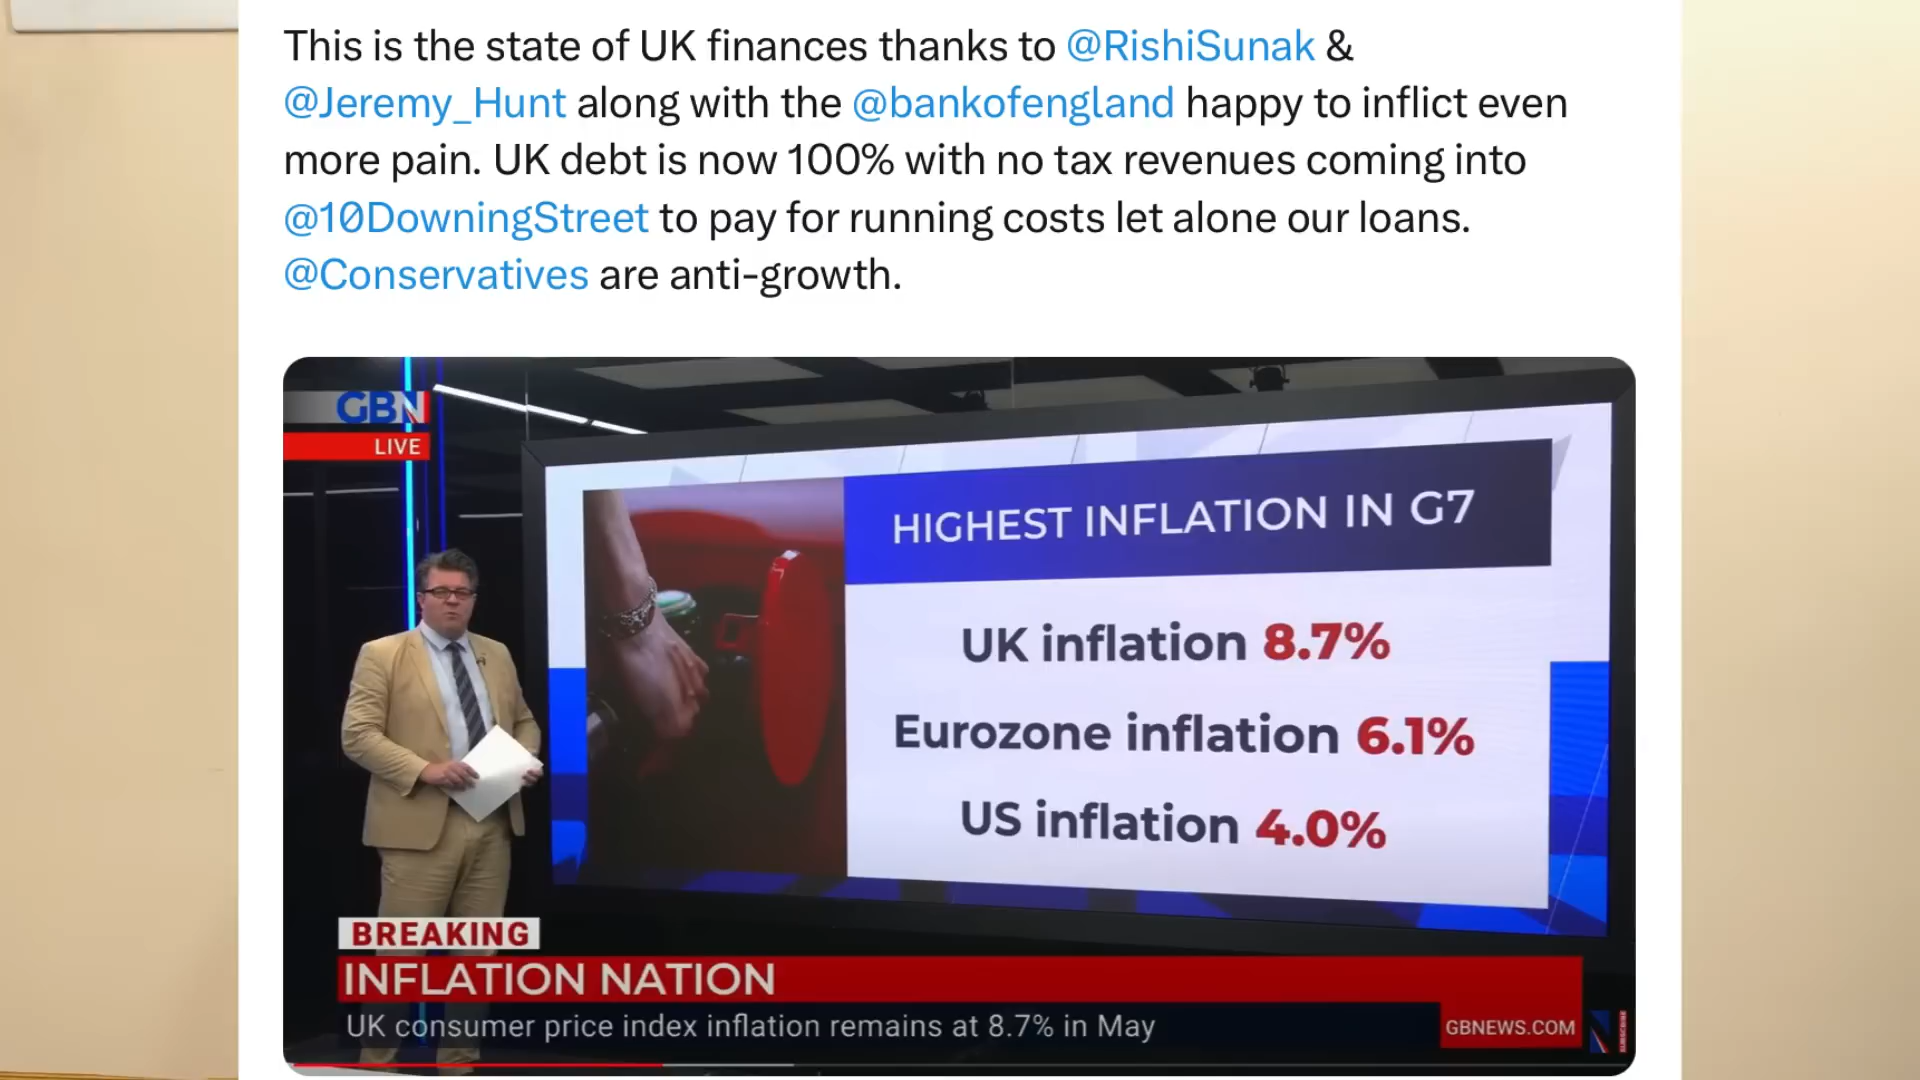 This is the state of UK finances thanks to @RishiSunak &
@Jeremy_Hunt along with the @bankofengland happy to inflict even
more pain. UK debt is now 100% with no tax revenues coming into
@10DowningStreet to pay for running costs let alone our loans.
@Conservatives are anti-growth.
GBN
LIVE
HIGHEST INFLATION IN G7
UK inflation 8.7%
Eurozone inflation 6.1%
US inflation 4.0%
BREAKING
INFLATION NATION
UK consumer price index inflation remains at 8.7% in May
GBNEWS.COM